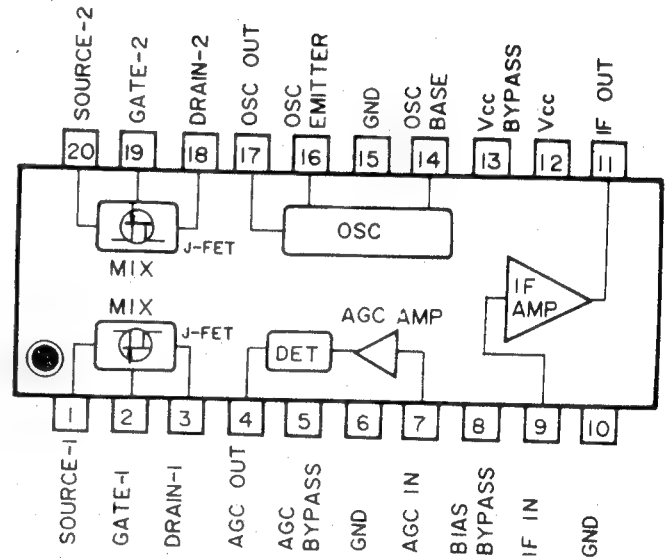 SOURCE-2
GATE-2
DRAIN-2
OSC OUT
OSC
EMITTER
GND
OSC
BASE
Vcc
BYPASS
Vcc
IF OUT
20
19
18
17
16
15
14
13
12
11
J-FET
MIX
OSC
MIX
J-FET
AGC AMP
DET
IF
AMP
1
2
3
4
5
6
7
8
9
10
SOURCE-1
GATE-1
DRAIN-1
AGC OUT
AGC
BYPASS
GND
AGC IN
BIAS
BYPASS
IF IN
GND